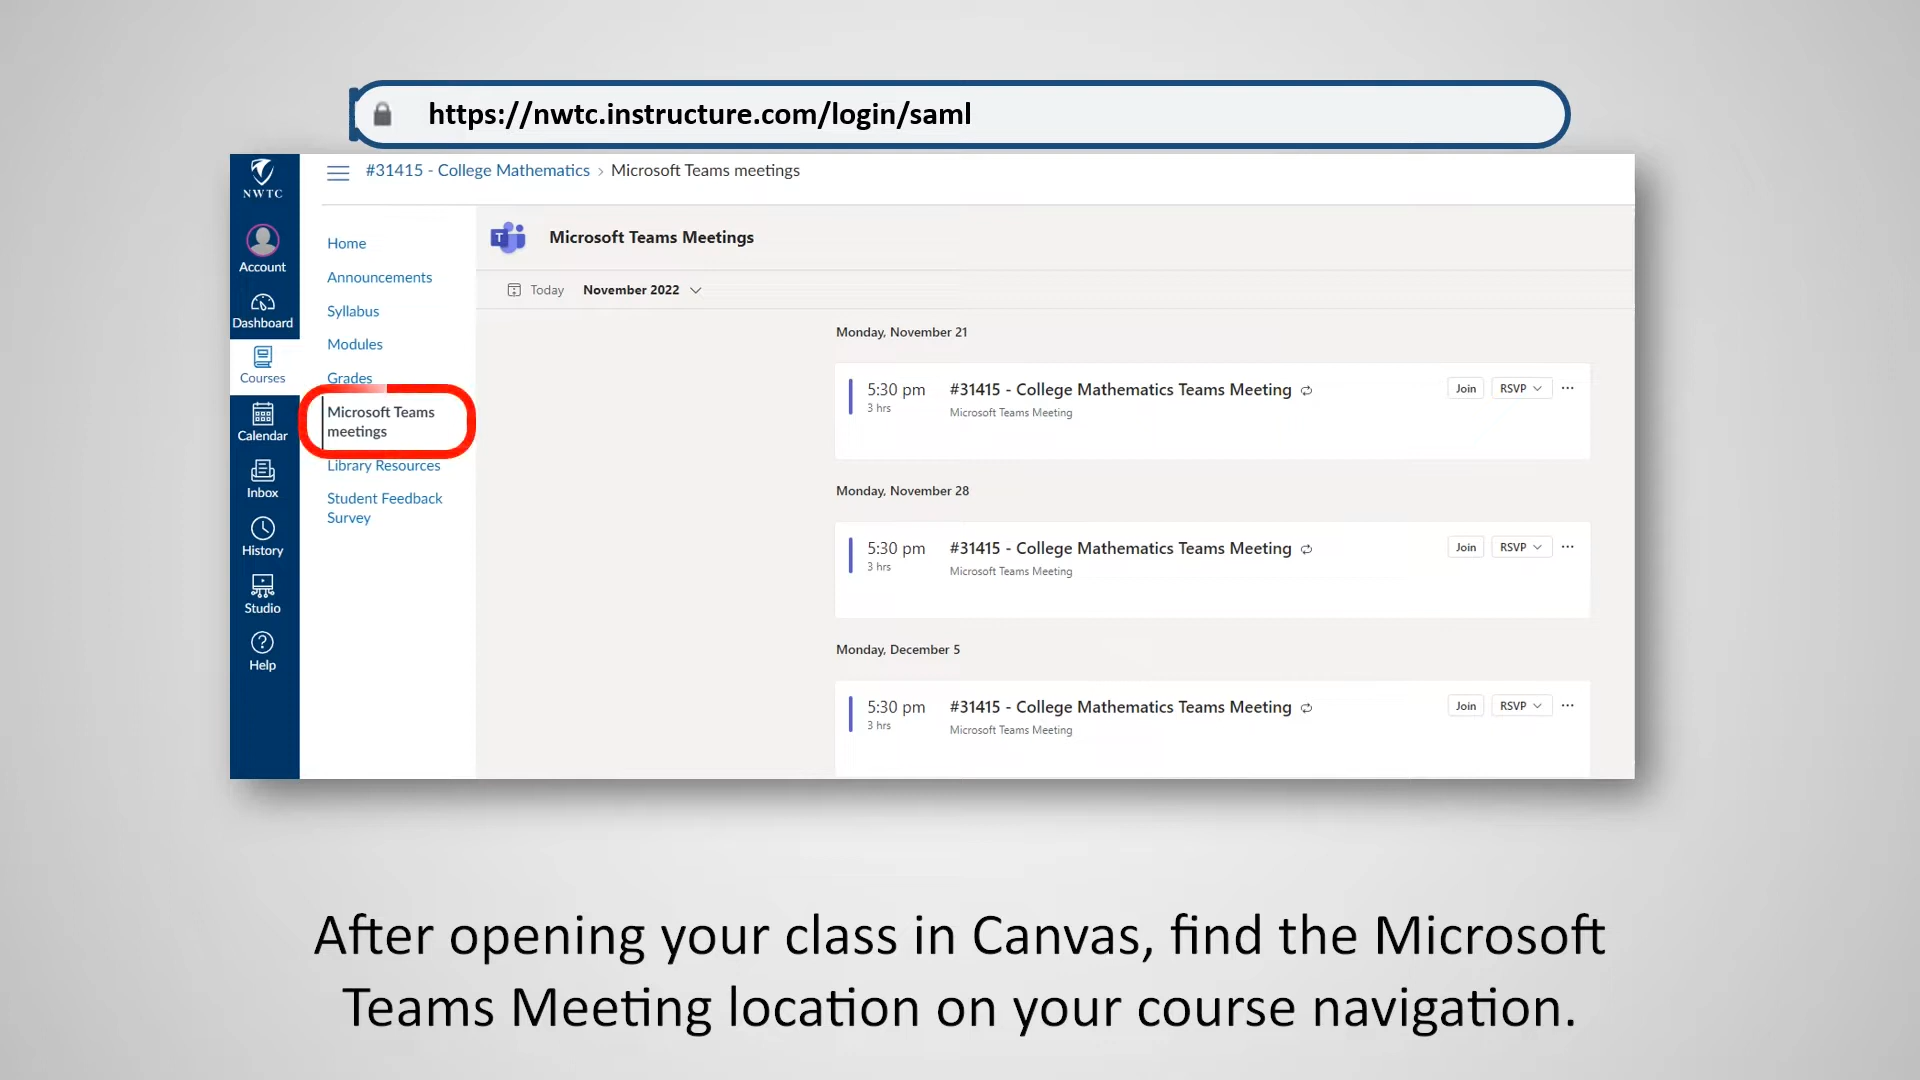 https://nwtc.instructure.com/login/saml
NWTC
#31415 - College Mathematics › Microsoft Teams meetings
Account
Dashboard
Courses
Calendar
Inbox
History
Studio
Help
Home
Announcements
Syllabus
Modules
Grades
Microsoft Teams
meetings
Library Resources
Student Feedback
Survey
Microsoft Teams Meetings
Today November 2022
Monday, November 21
5:30 pm #31415 - College Mathematics Teams Meeting Join RSVP ...
3 hrs Microsoft Teams Meeting
Monday, November 28
5:30 pm #31415 - College Mathematics Teams Meeting Join RSVP ...
3 hrs Microsoft Teams Meeting
Monday, December 5
5:30 pm #31415 - College Mathematics Teams Meeting Join RSVP ...
3 hrs Microsoft Teams Meeting
After opening your class in Canvas, find the Microsoft
Teams Meeting location on your course navigation.